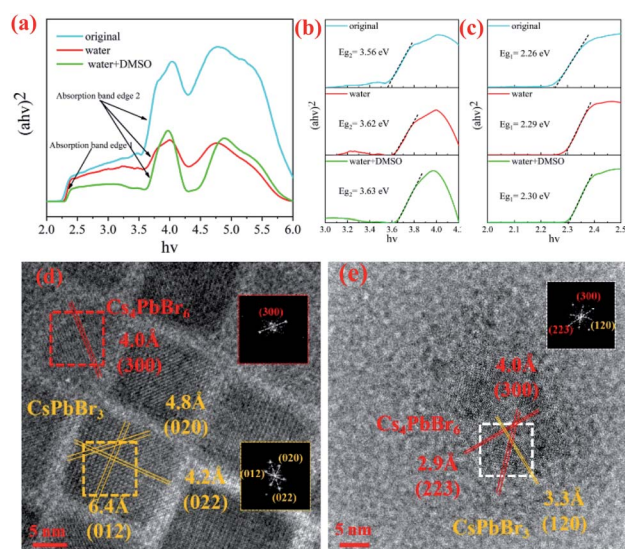 (a)
original
water
water+DMSO
Absorption band edge 2
Absorption band edge 1
(ahv)²
2.0 2.5 3.0 3.5 4.0 4.5 5.0 5.5 6.0
hv
(b)
original
Eg₂= 3.56 eV
water
Eg₂= 3.62 eV
water+DMSO
Eg₂= 3.63 eV
(ahv)²
3.0 3.2 3.4 3.6 3.8 4.0 4.2
hv
(c)
original
Eg₁= 2.26 eV
water
Eg₁= 2.29 eV
water+DMSO
Eg₁= 2.30 eV
(ahv)²
2.0 2.1 2.2 2.3 2.4 2.5
hv
(d)
Cs₄PbBr₆
4.0Å
(300)
(300)
CsPbBr₃
4.8Å
(020)
4.2Å
(022)
6.4Å
(012)
(020)
(012)
(022)
5 nm
(e)
(300)
(223)
(120)
4.0Å
(300)
Cs₄PbBr₆
2.9Å
(223)
3.3Å
(120)
CsPbBr₃
5 nm